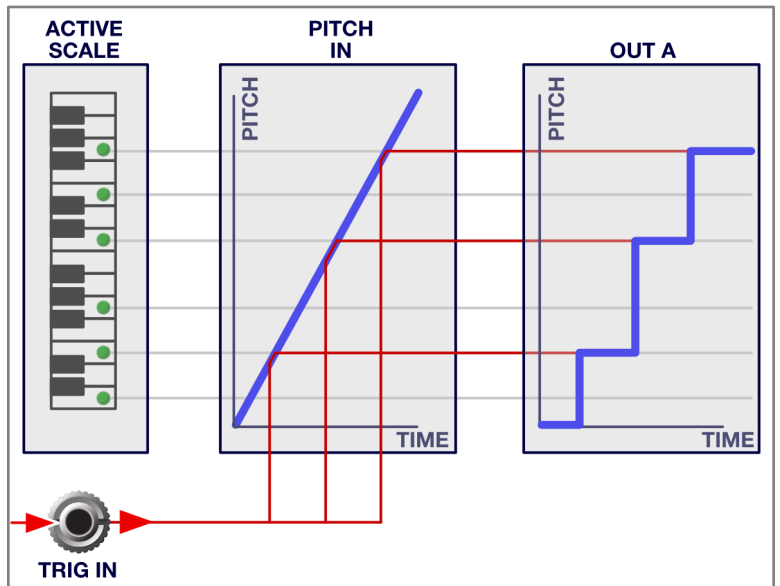 ACTIVE
SCALE
PITCH
IN
OUT A
PITCH
TIME
PITCH
TIME
TRIG IN